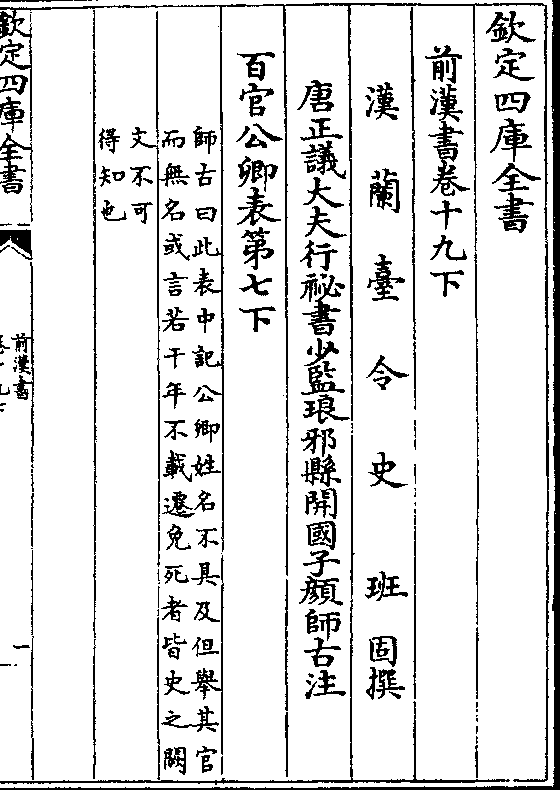 欽定四庫全書
前漢書卷十九下
漢蘭臺令史班固撰
唐正議大夫行祕書少監琅邪縣開國子顔師古注
百官公卿表第七下
師古曰此表中記公卿姓名不具及但舉其官
而無名或言若干年不載遷免死者皆史之闕
文不可
得知也
欽定四庫全書
前漢書
一